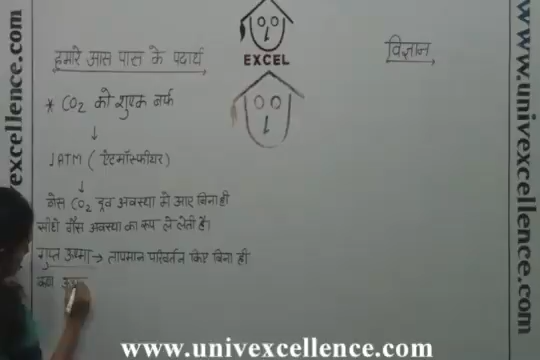 EXCEL
विज्ञान
हमारे आस पास के पदार्थ
* CO2 को शुष्क बर्फ
↓
1ATM ( ऐटमॉस्फीयर)
↓
CO2 द्रव अवस्था में आए बिना ही
सीधे गैस अवस्था का रूप ले लेती है।
गुप्त ऊष्मा → तापमान परिवर्तन किए बिना ही
www.univexcellence.com
www.univexcellence.com
www.univexcellence.com